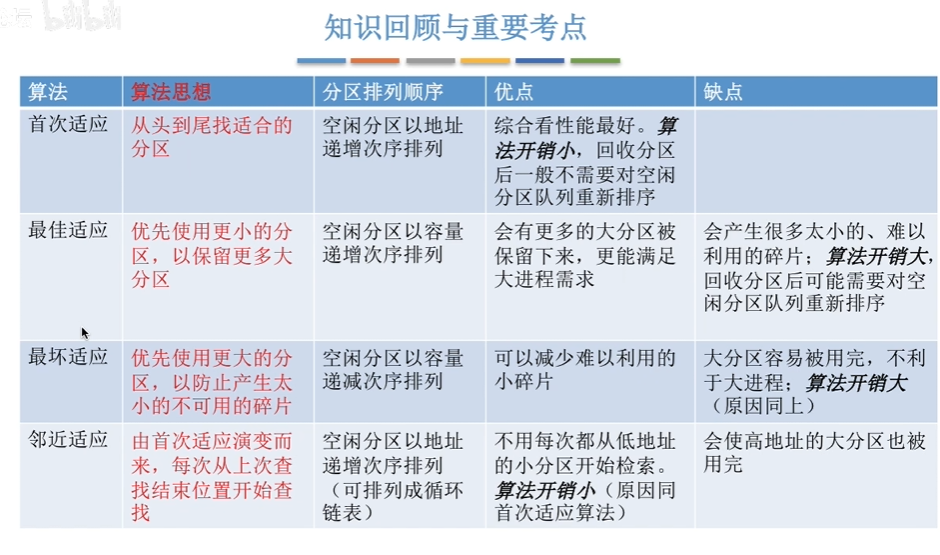 bilibili
知识回顾与重要考点
算法
算法思想
分区排列顺序
优点
缺点
首次适应
从头到尾找适合的
分区
空闲分区以地址
递增次序排列
综合看性能最好。算
法开销小，回收分区
后一般不需要对空闲
分区队列重新排序
最佳适应
优先使用更小的分
区，以保留更多大
分区
空闲分区以容量
递增次序排列
会有更多的大分区被
保留下来，更能满足
大进程需求
会产生很多太小的、难以
利用的碎片；算法开销大，
回收分区后可能需要对空
闲分区队列重新排序
最坏适应
优先使用更大的分
区，以防止产生太
小的不可用的碎片
空闲分区以容量
递减次序排列
可以减少难以利用的
小碎片
大分区容易被用完，不利
于大进程；算法开销大
（原因同上）
邻近适应
由首次适应演变而
来，每次从上次查
找结束位置开始查
找
空闲分区以地址
递增次序排列
（可排列成循环
链表）
不用每次都从低地址
的小分区开始检索。
算法开销小（原因同
首次适应算法）
会使高地址的大分区也被
用完